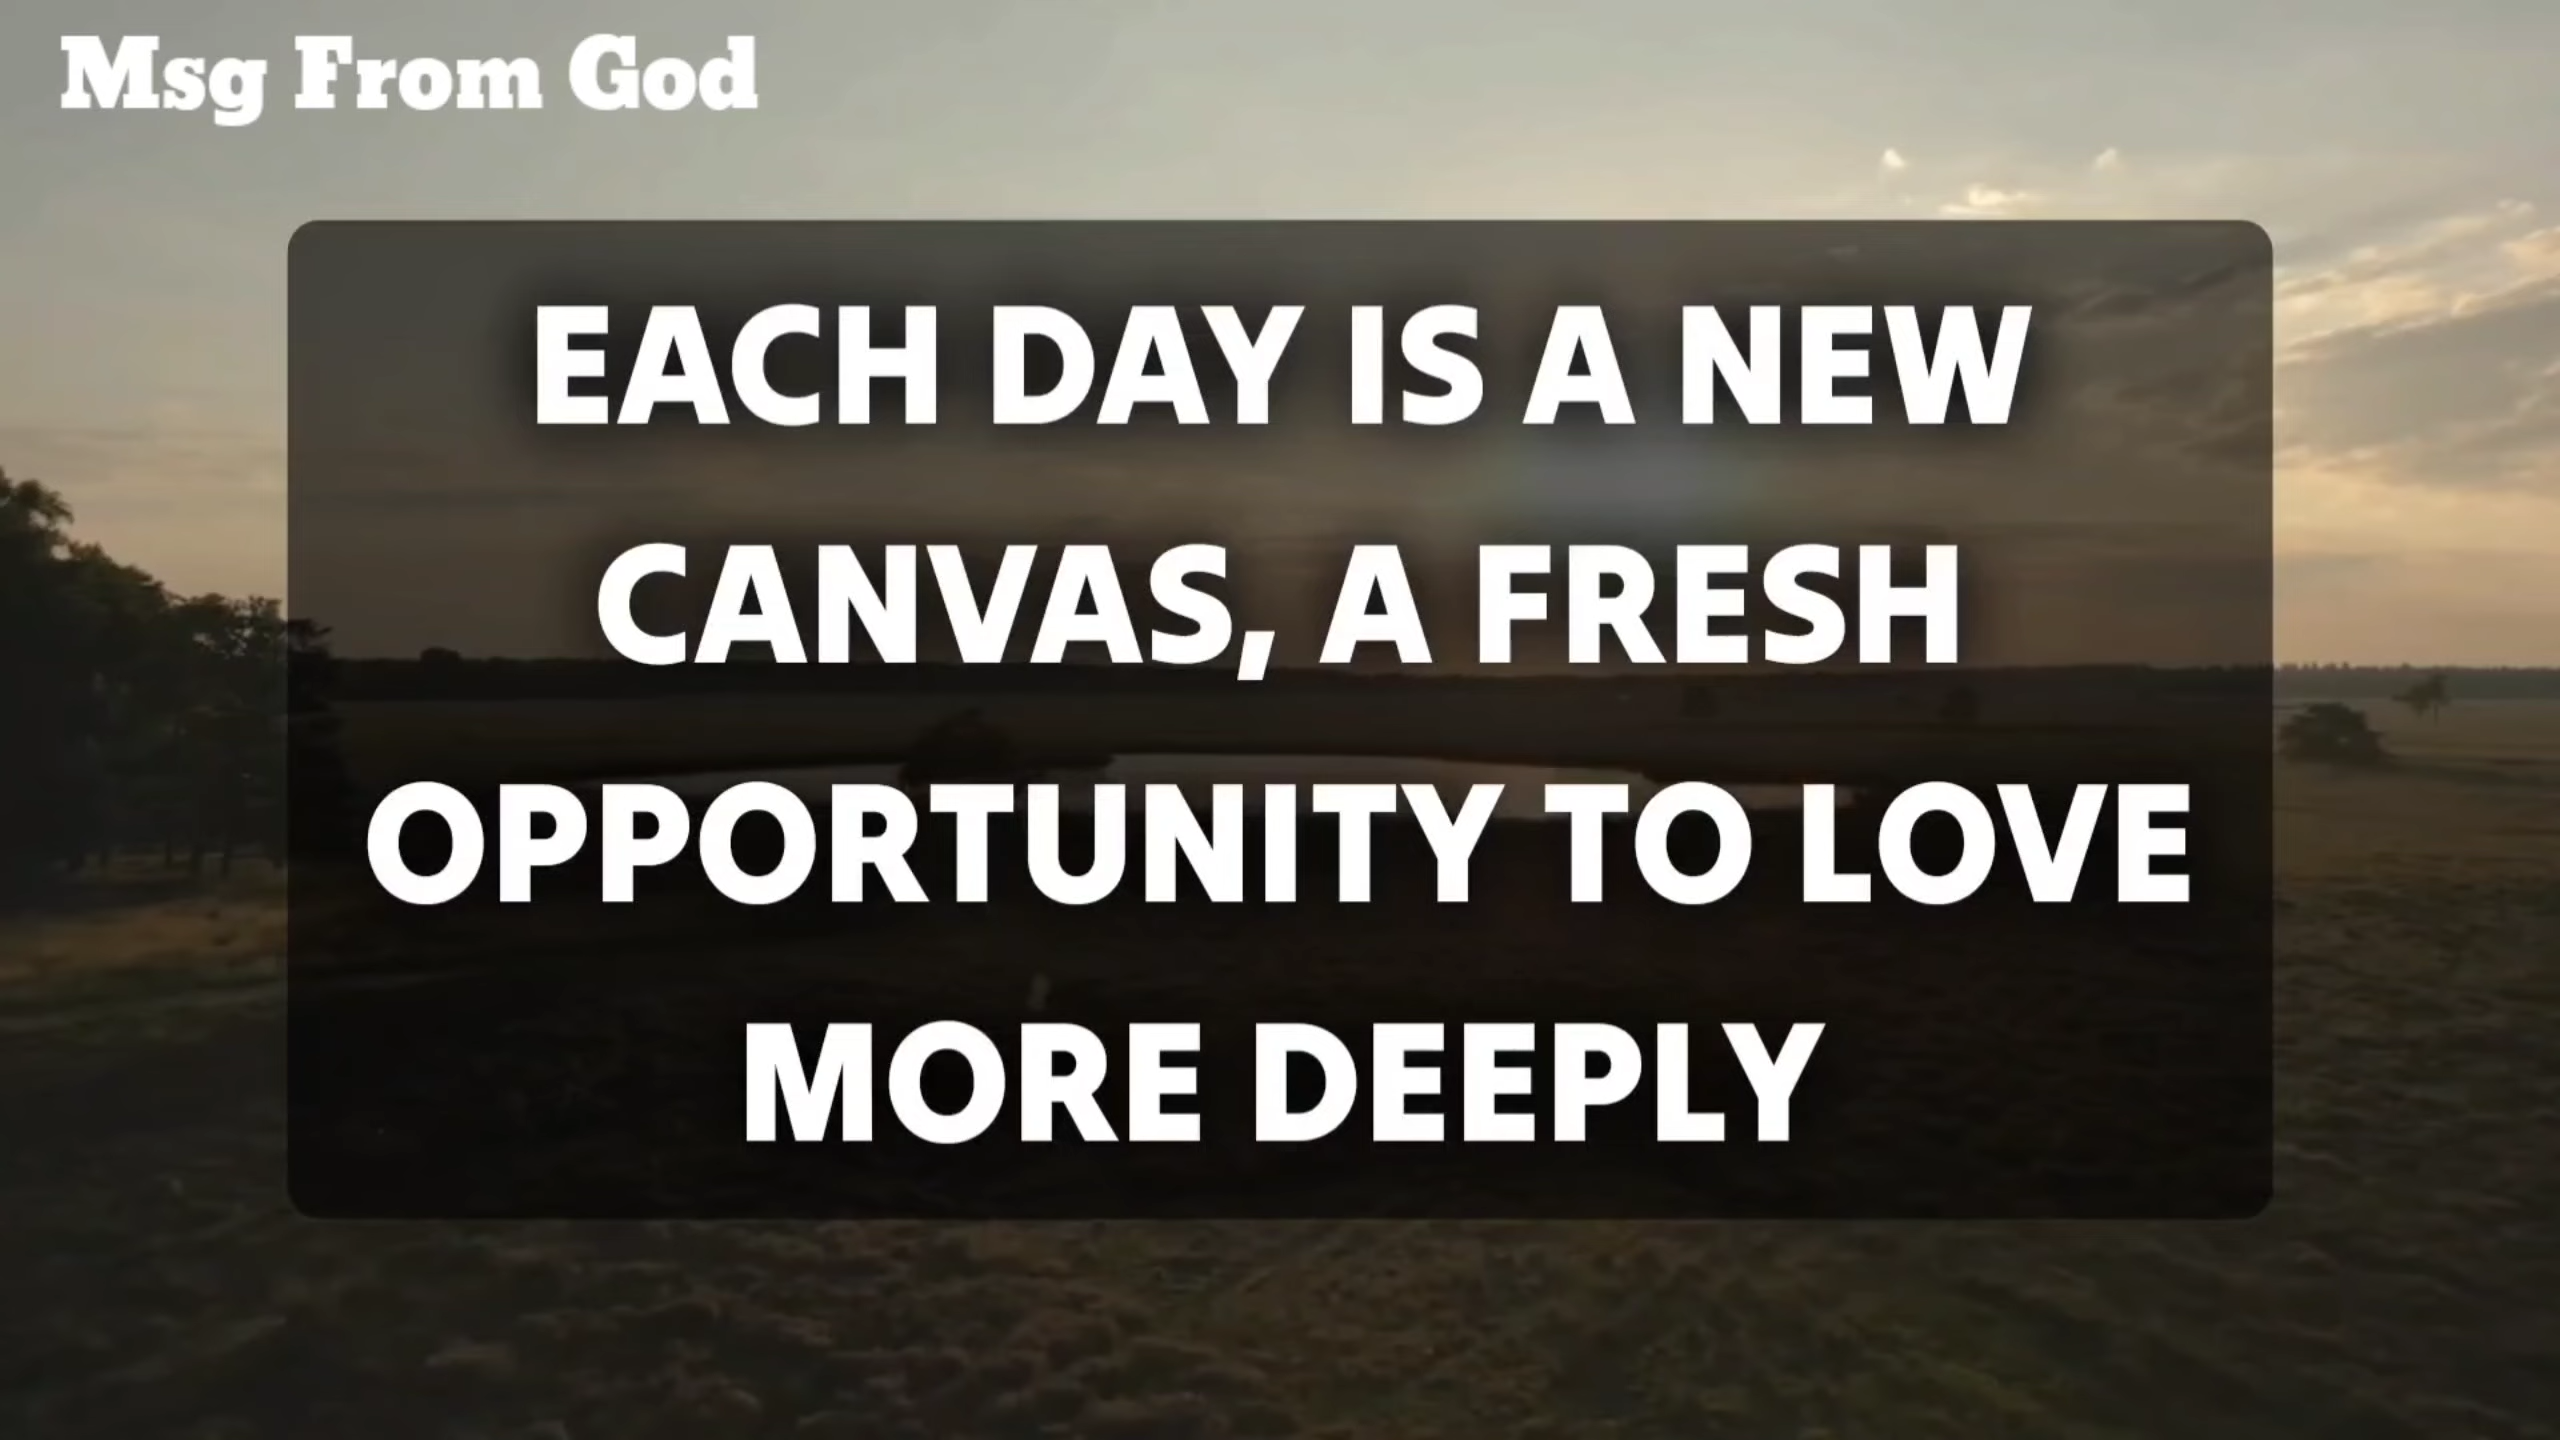 Msg From God
EACH DAY IS A NEW
CANVAS, A FRESH
OPPORTUNITY TO LOVE
MORE DEEPLY